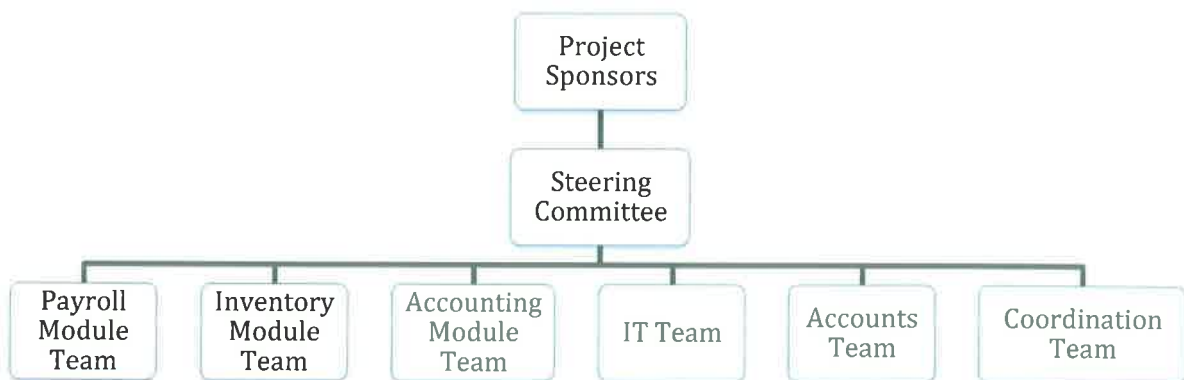 Project
Sponsors
Steering
Committee
Payroll
Module
Team
Inventory
Module
Team
Accounting
Module
Team
IT Team
Accounts
Team
Coordination
Team